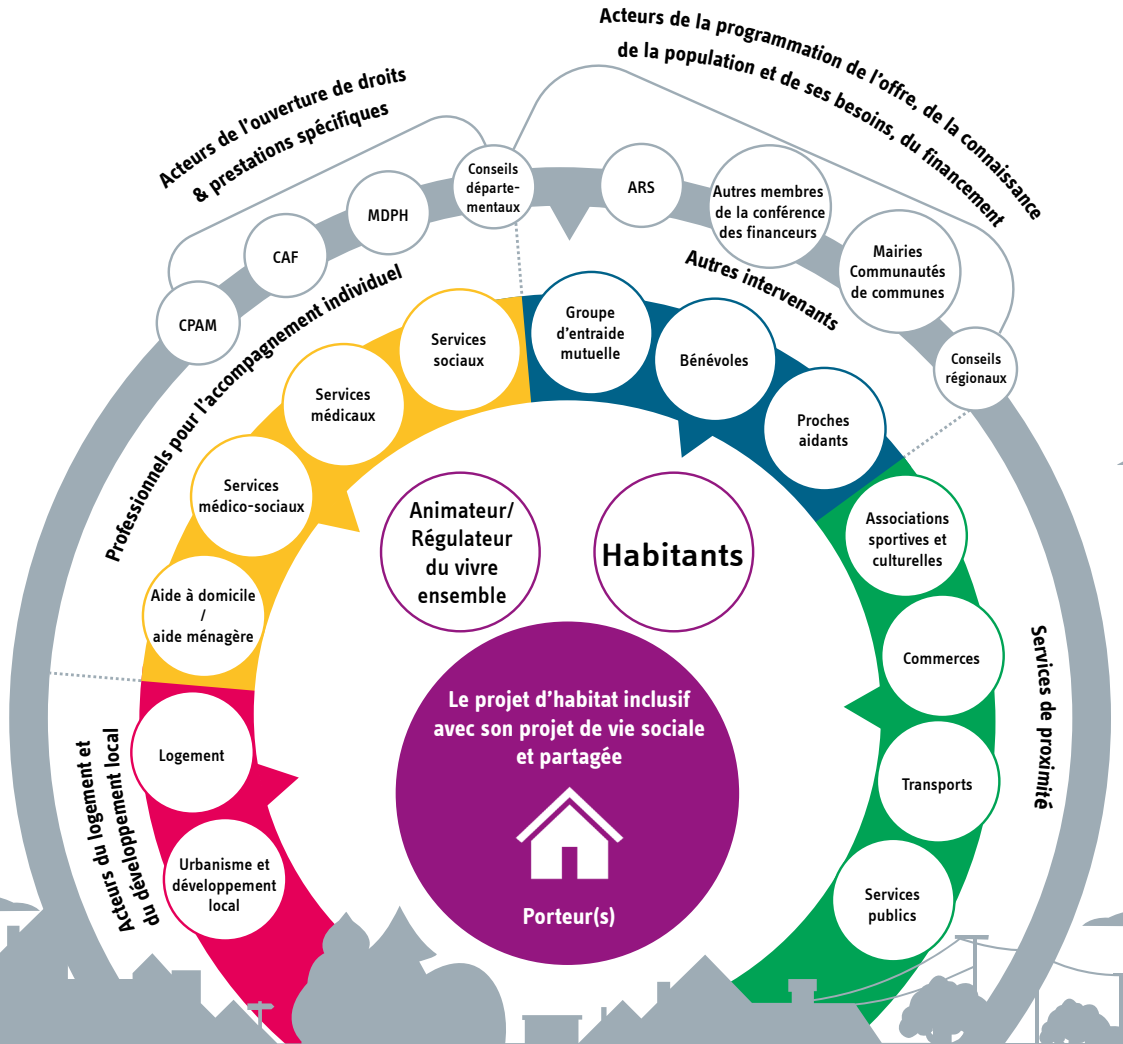 Acteurs de la programmation de l'offre, de la connaissance
de la population et de ses besoins, du financement
Acteurs de l'ouverture de droits
& prestations spécifiques
CPAM
CAF
MDPH
Conseils
départe-
mentaux
ARS
Autres membres
de la conférence
des financeurs
Mairies
Communautés
de communes
Conseils
régionaux
Professionnels pour l'accompagnement individuel
Aide à domicile
/
aide ménagère
Services
médico-sociaux
Services
médicaux
Services
sociaux
Autres intervenants
Groupe
d'entraide
mutuelle
Bénévoles
Proches
aidants
Services de proximité
Associations
sportives et
culturelles
Commerces
Transports
Services
publics
Acteurs du logement et
du développement local
Logement
Urbanisme et
développement
local
Animateur/
Régulateur
du vivre
ensemble
Habitants
Le projet d'habitat inclusif
avec son projet de vie sociale
et partagée
Porteur(s)